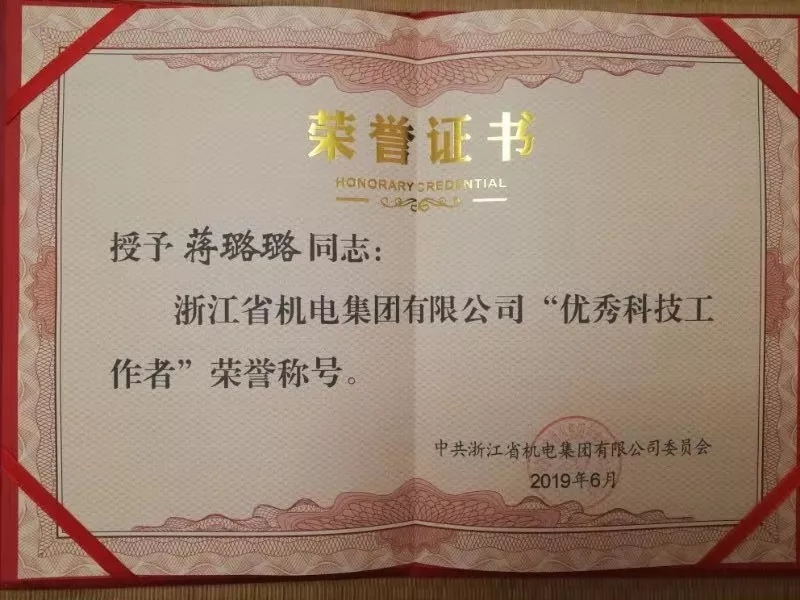 荣誉证书
HONORARY CREDENTIAL
授予 蒋璐璐 同志：
浙江省机电集团有限公司“优秀科技工
作者”荣誉称号。
中共浙江省机电集团有限公司委员会
2019年6月